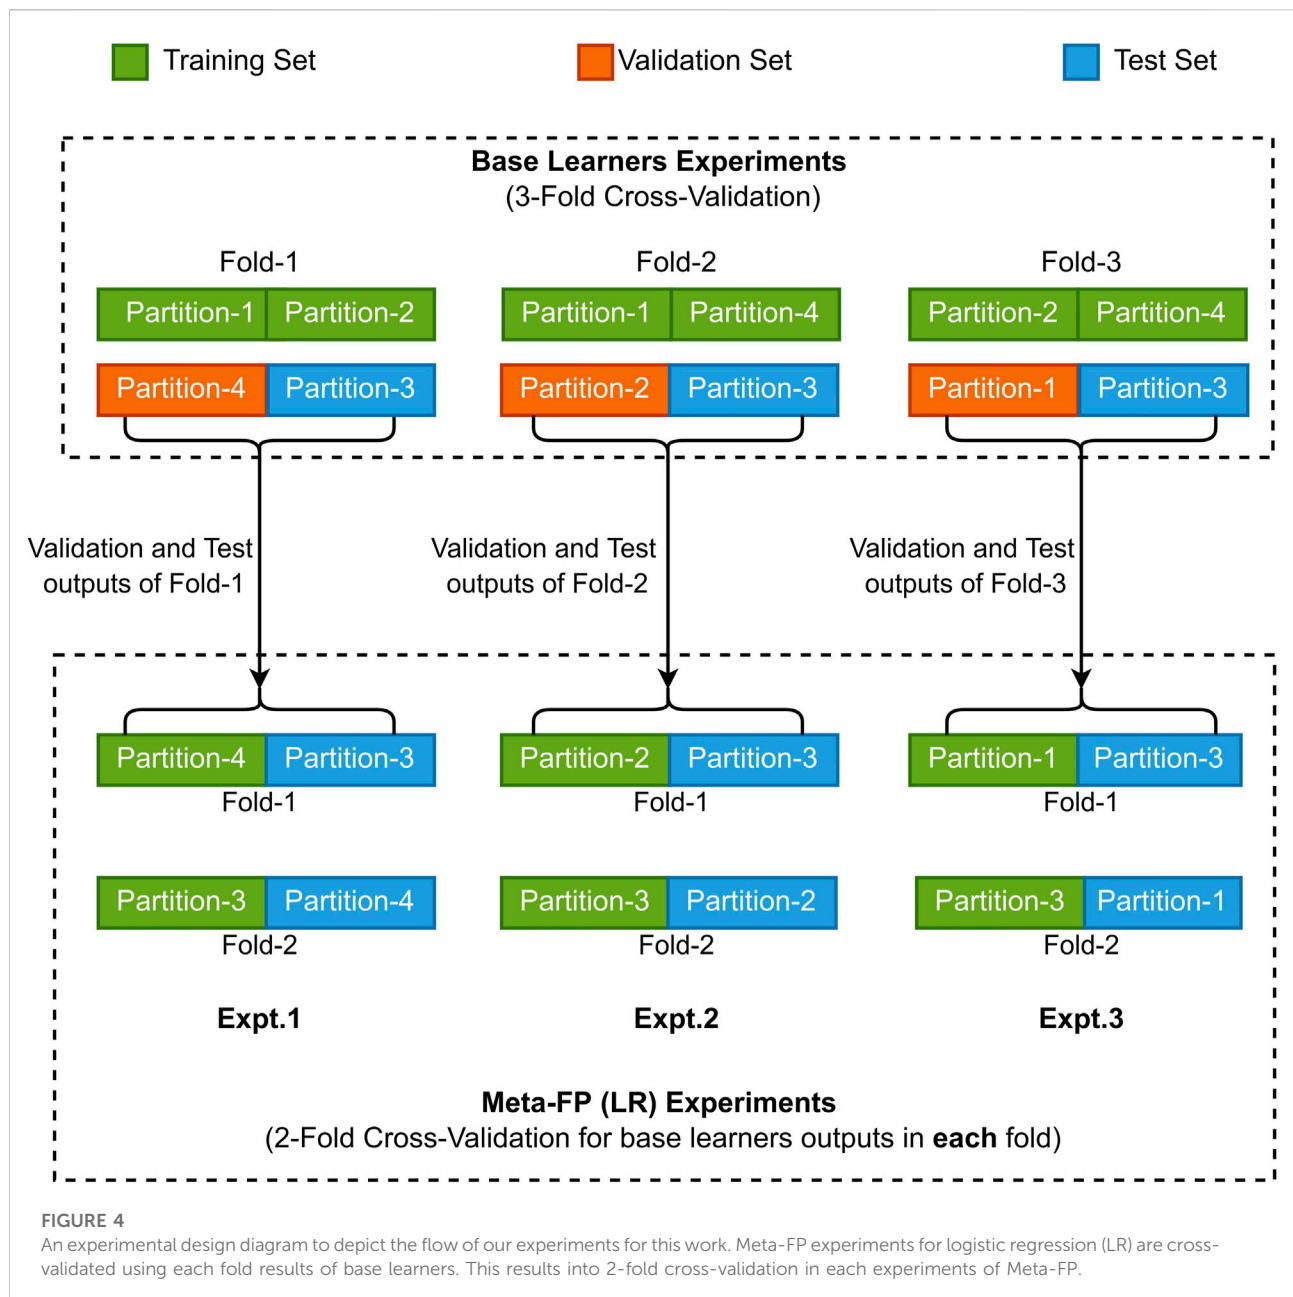 Training Set
Validation Set
Test Set
Base Learners Experiments
(3-Fold Cross-Validation)
Fold-1
Fold-2
Fold-3
Partition-1 Partition-2
Partition-1 Partition-4
Partition-2 Partition-4
Partition-4 Partition-3
Partition-2 Partition-3
Partition-1 Partition-3
Validation and Test
outputs of Fold-1
Validation and Test
outputs of Fold-2
Validation and Test
outputs of Fold-3
Partition-4 Partition-3
Fold-1
Partition-2 Partition-3
Fold-1
Partition-1 Partition-3
Fold-1
Partition-3 Partition-4
Fold-2
Partition-3 Partition-2
Fold-2
Partition-3 Partition-1
Fold-2
Expt.1
Expt.2
Expt.3
Meta-FP (LR) Experiments
(2-Fold Cross-Validation for base learners outputs in each fold)
FIGURE 4
An experimental design diagram to depict the flow of our experiments for this work. Meta-FP experiments for logistic regression (LR) are cross-
validated using each fold results of base learners. This results into 2-fold cross-validation in each experiments of Meta-FP.